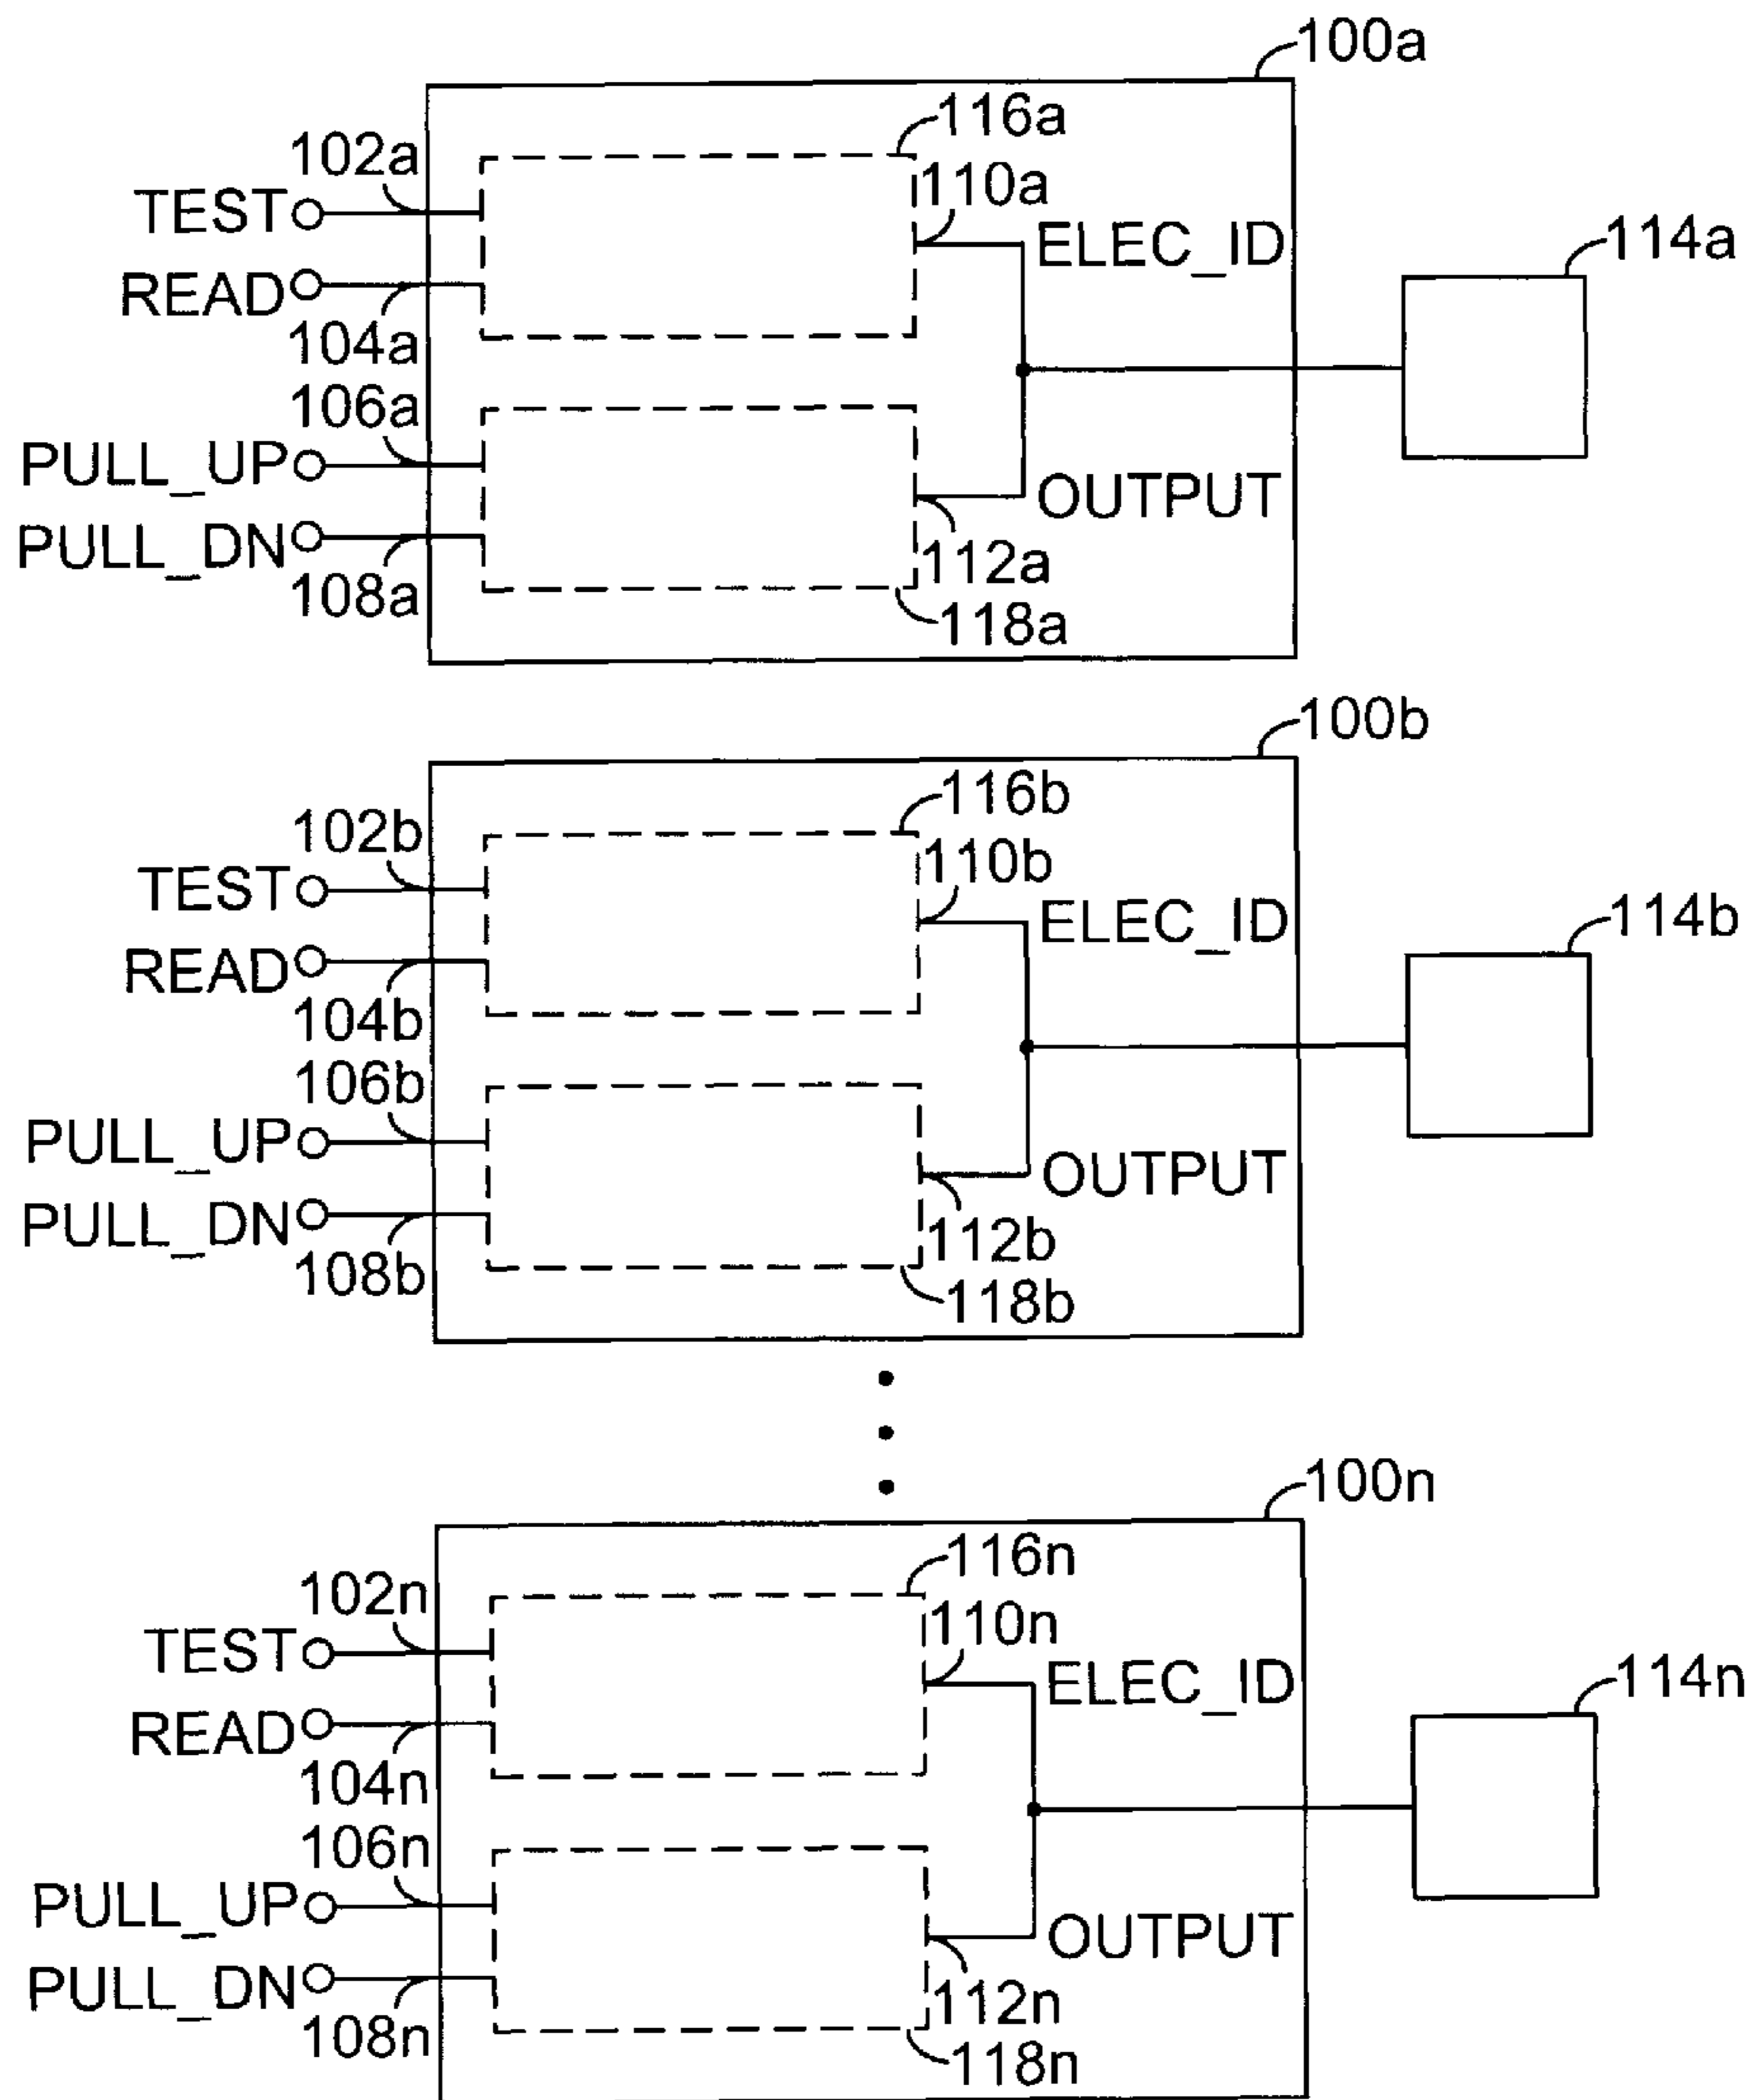 100a
116a
102a
110a
TEST
ELEC_ID
114a
READ
104a
106a
PULL_UP
OUTPUT
PULL_DN
112a
108a
118a
100b
116b
102b
110b
TEST
ELEC_ID
114b
READ
104b
106b
PULL_UP
OUTPUT
PULL_DN
112b
108b
118b
100n
116n
102n
110n
TEST
ELEC_ID
114n
READ
104n
106n
PULL_UP
OUTPUT
PULL_DN
112n
108n
118n